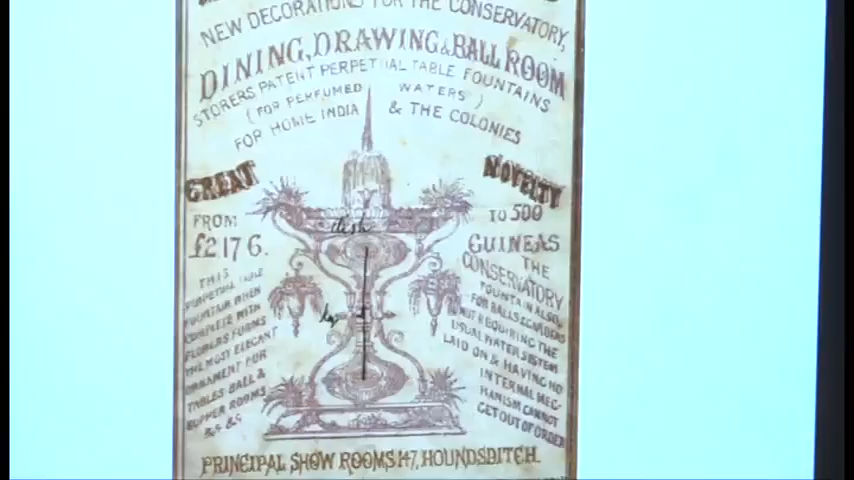 NEW DECORATIONS FOR THE CONSERVATORY,
DINING, DRAWING & BALL ROOM
STORERS PATENT PERPETUAL TABLE FOUNTAINS,
(FOR PERFUMED WATERS)
FOR HOME INDIA & THE COLONIES
GREAT NOVELTY
FROM
£2.17.6.
THIS
PERPETUAL TABLE
FOUNTAIN WHEN
COMPLETE WITH
FLOWERS FORMS
THE MOST ELEGANT
ORNAMENT FOR
TABLES BALL &
SUPPER ROOMS
&c &c
TO 500
GUINEAS
THE
CONSERVATORY
FOUNTAIN ALSO
FOR BALLS & GARDENS
NOT REQUIRING THE
USUAL WATER SYSTEM
LAID ON & HAVING NO
INTERNAL MEC-
HANISM CANNOT
GET OUT OF ORDER
dish
PRINCIPAL SHOW ROOMS 147, HOUNDSDITCH.